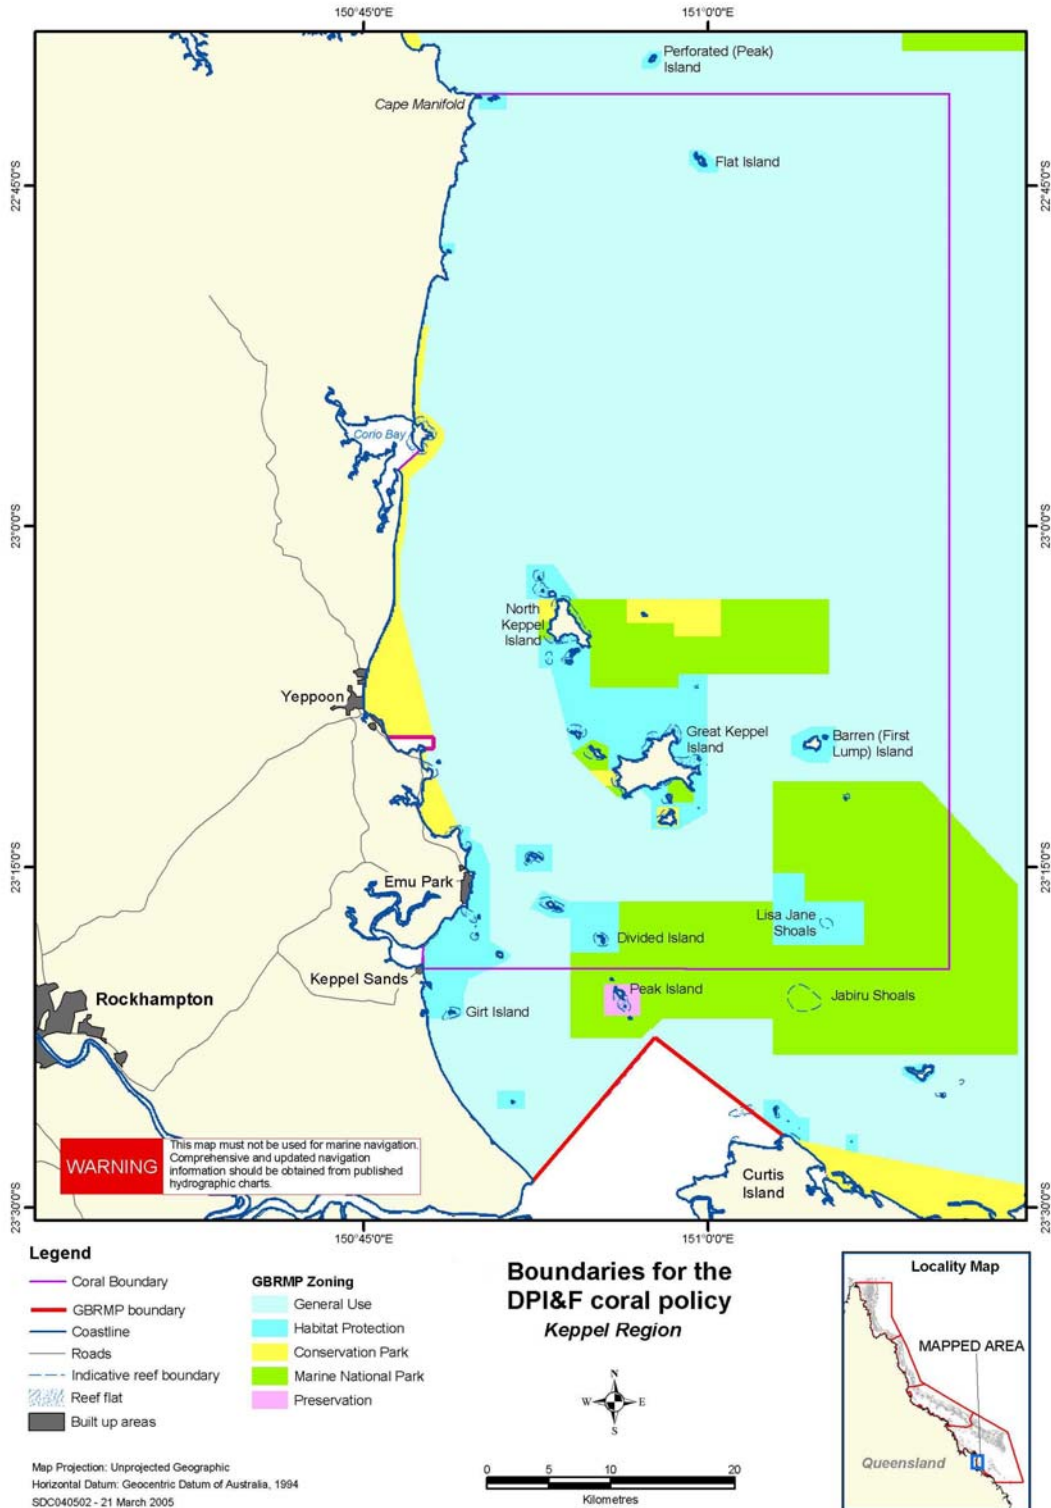 150°45'0"E
151°0'0"E
Perforated (Peak)
Island
Cape Manifold
Flat Island
22°45'0"S
22°45'0"S
Corio Bay
23°0'0"S
23°0'0"S
North
Keppel
Island
Yeppoon
Great Keppel
Island
Barren (First
Lump) Island
23°15'0"S
23°15'0"S
Emu Park
Lisa Jane
Shoals
Divided Island
Keppel Sands
Rockhampton
Peak Island
Jabiru Shoals
Girt Island
WARNING
This map must not be used for marine navigation.
Comprehensive and updated navigation
information should be obtained from published
hydrographic charts.
Curtis
Island
23°30'0"S
23°30'0"S
150°45'0"E
151°0'0"E
Legend
Coral Boundary
GBRMP boundary
Coastline
Roads
Indicative reef boundary
Reef flat
Built up areas
GBRMP Zoning
General Use
Habitat Protection
Conservation Park
Marine National Park
Preservation
Boundaries for the
DPI&F coral policy
Keppel Region
N
W
E
S
0 5 10 20
Kilometres
Locality Map
MAPPED AREA
Queensland
Map Projection: Unprojected Geographic
Horizontal Datum: Geocentric Datum of Australia, 1994
SDC040502 - 21 March 2005